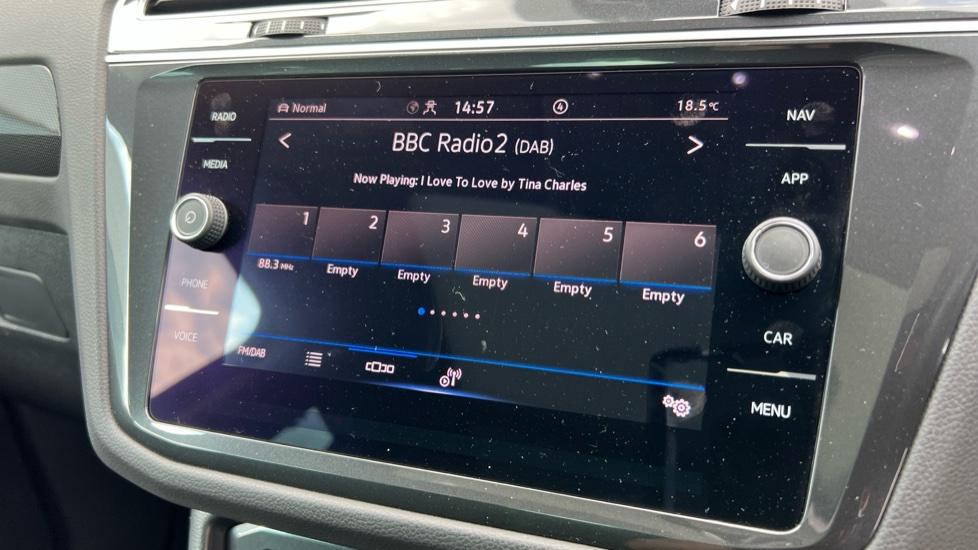 Normal 14:57 4 18.5°C
RADIO
NAV
BBC Radio2 (DAB)
MEDIA
APP
Now Playing: I Love To Love by Tina Charles
1 2 3 4 5 6
88.3 MHz Empty Empty Empty Empty Empty
PHONE
VOICE
CAR
FM/DAB
MENU